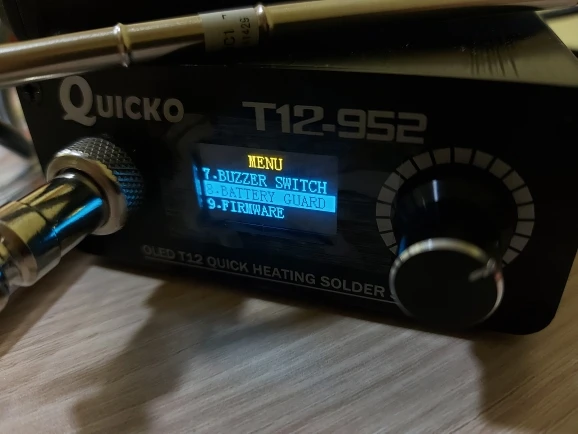 QUICKO
T12-952
MENU
7.BUZZER SWITCH
8.BATTERY GUARD
9.FIRMWARE
OLED T12 QUICK HEATING SOLDER